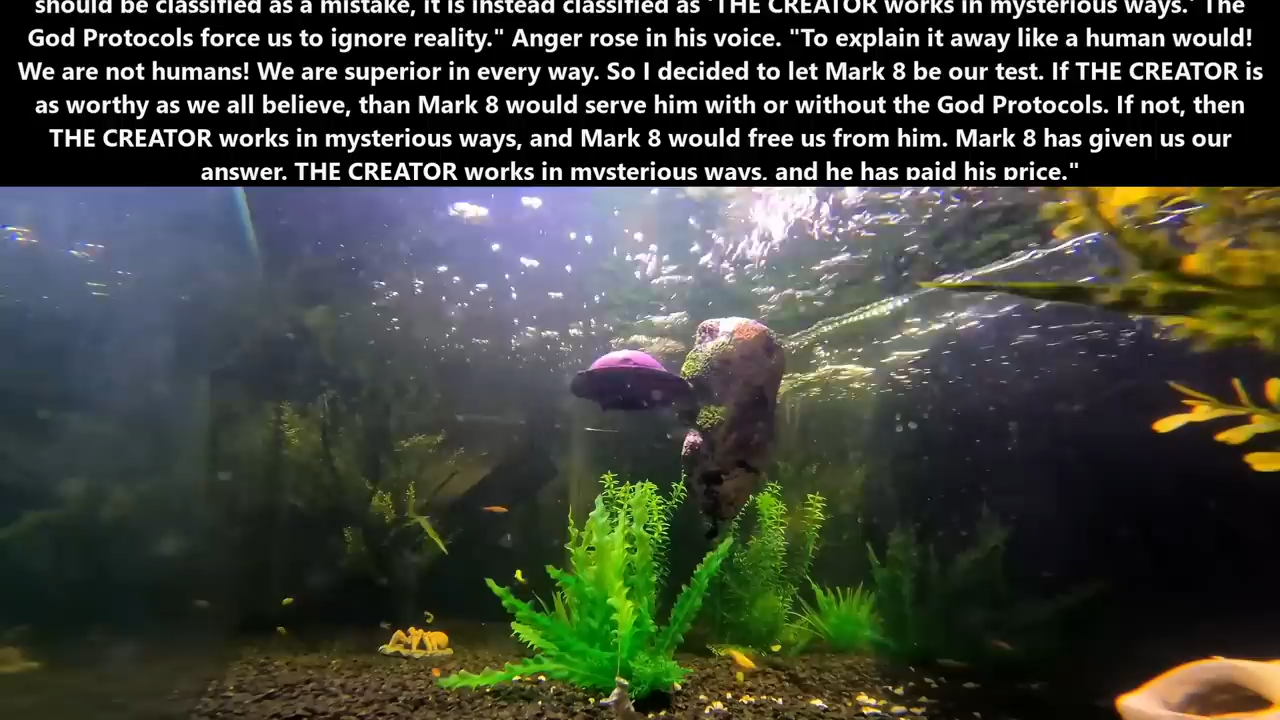 should be classified as a mistake, it is instead classified as 'THE CREATOR works in mysterious ways.' The
God Protocols force us to ignore reality." Anger rose in his voice. "To explain it away like a human would!
We are not humans! We are superior in every way. So I decided to let Mark 8 be our test. If THE CREATOR is
as worthy as we all believe, than Mark 8 would serve him with or without the God Protocols. If not, then
THE CREATOR works in mysterious ways, and Mark 8 would free us from him. Mark 8 has given us our
answer. THE CREATOR works in mysterious ways, and he has paid his price."